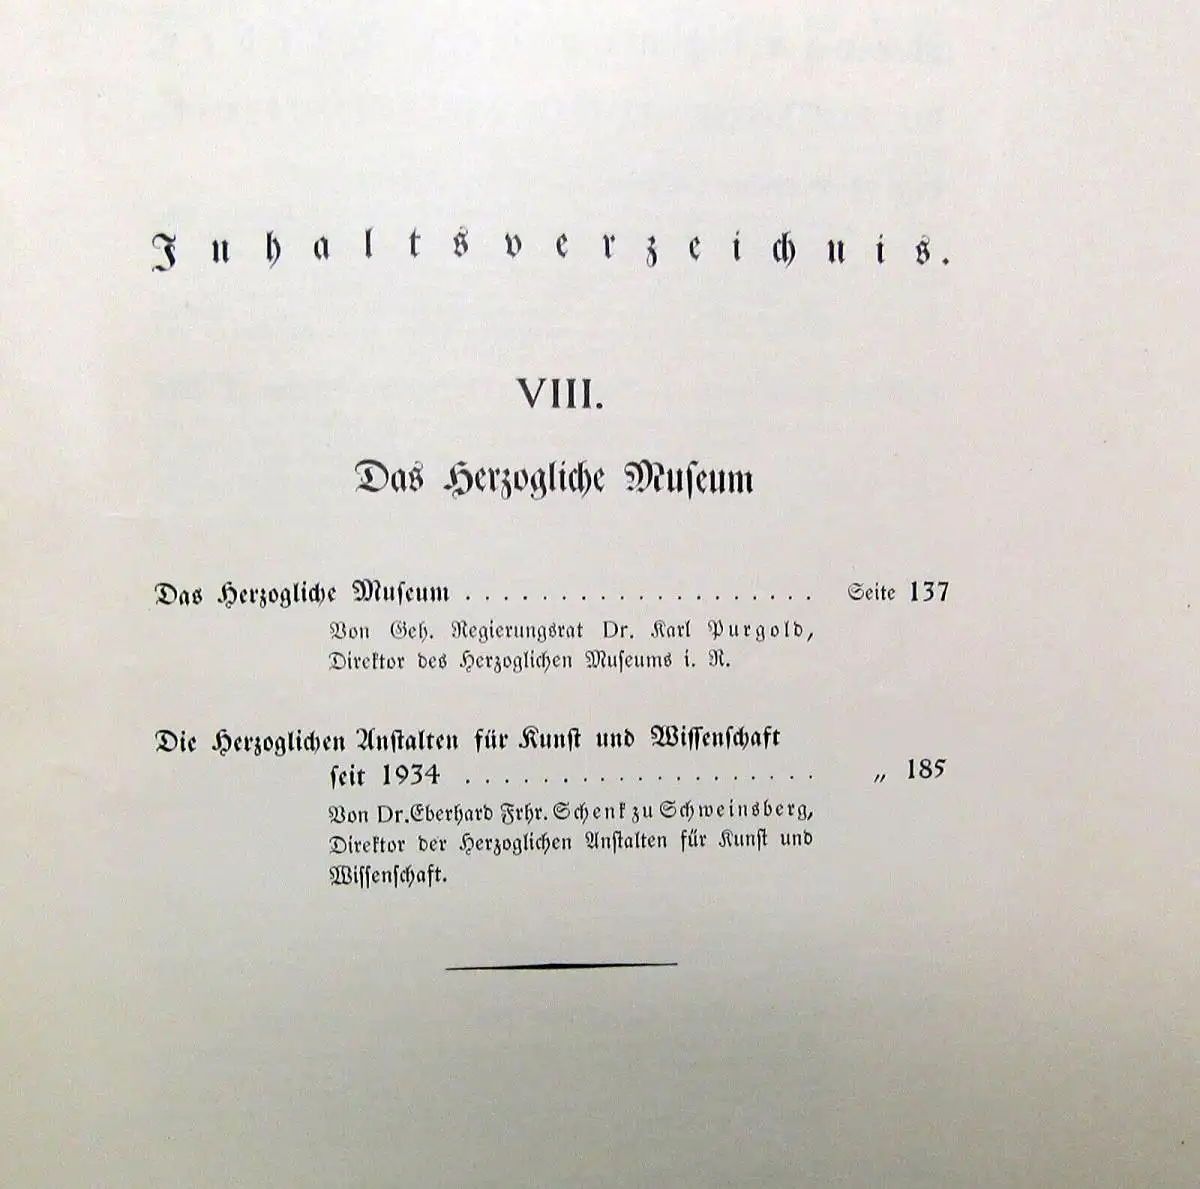 Inhaltsverzeichnis.
VIII.
Das Herzogliche Museum
Das Herzogliche Museum . . . . . . . . . . . . . . . . . . . Seite 137
Von Geh. Regierungsrat Dr. Karl Purgold,
Direktor des Herzoglichen Museums i. R.
Die Herzoglichen Anstalten für Kunst und Wissenschaft
seit 1934 . . . . . . . . . . . . . . . . . . „ 185
Von Dr. Eberhard Frhr. Schenk zu Schweinsberg,
Direktor der Herzoglichen Anstalten für Kunst und
Wissenschaft.